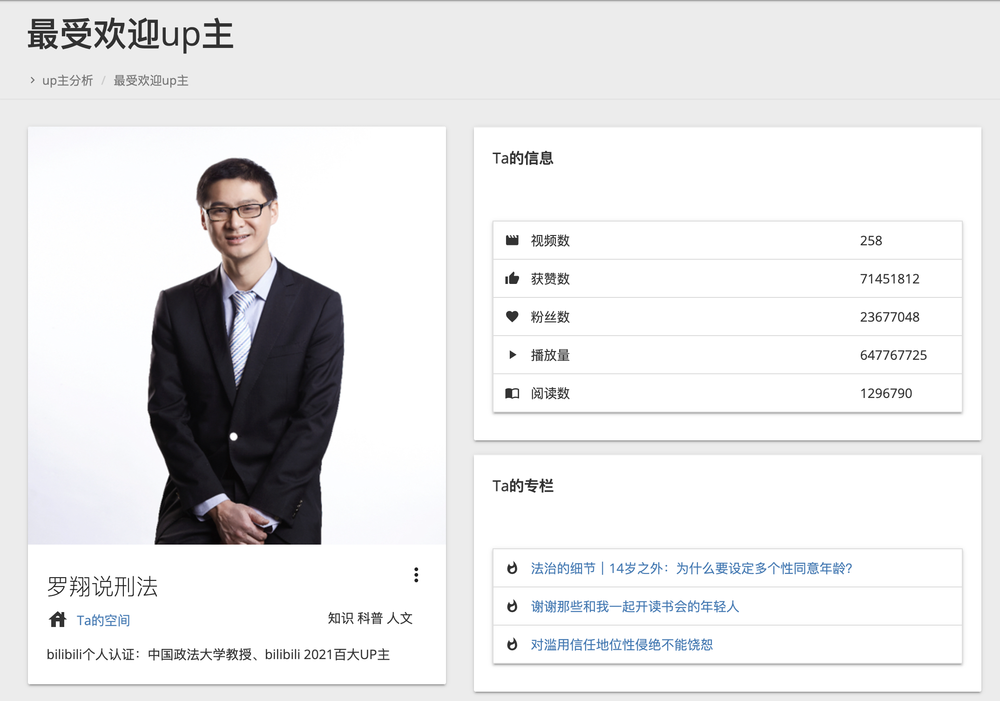 最受欢迎up主
up主分析 / 最受欢迎up主
罗翔说刑法
Ta的空间
知识 科普 人文
bilibili个人认证：中国政法大学教授、bilibili 2021百大UP主
Ta的信息
视频数 258
获赞数 71451812
粉丝数 23677048
播放量 647767725
阅读数 1296790
Ta的专栏
法治的细节｜14岁之外：为什么要设定多个性同意年龄？
谢谢那些和我一起开读书会的年轻人
对滥用信任地位性侵绝不能饶恕